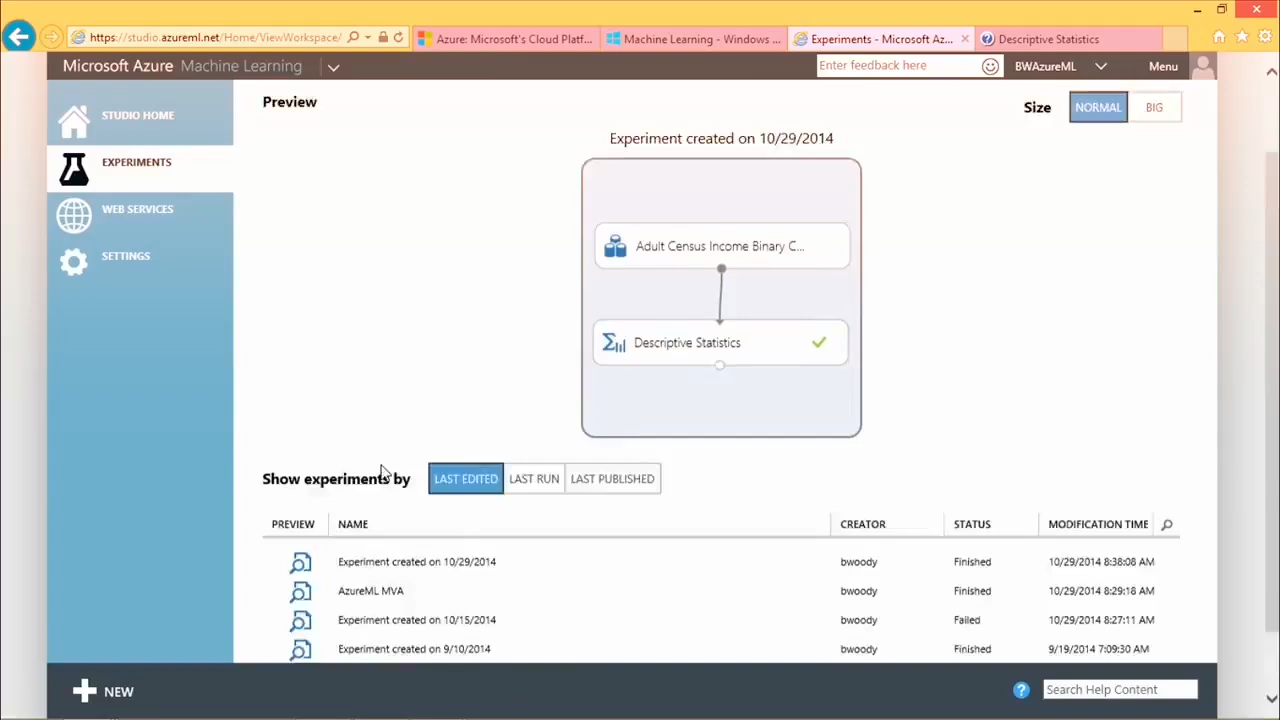 https://studio.azureml.net/Home/ViewWorkspace/
Azure: Microsoft's Cloud Platf...
Machine Learning - Windows ...
Experiments - Microsoft Az...
Descriptive Statistics
Microsoft Azure Machine Learning
Enter feedback here
BWAzureML
Menu
STUDIO HOME
EXPERIMENTS
WEB SERVICES
SETTINGS
Preview
Size
NORMAL
BIG
Experiment created on 10/29/2014
Adult Census Income Binary C...
Descriptive Statistics
Show experiments by
LAST EDITED
LAST RUN
LAST PUBLISHED
PREVIEW NAME CREATOR STATUS MODIFICATION TIME
Experiment created on 10/29/2014 bwoody Finished 10/29/2014 8:38:08 AM
AzureML MVA bwoody Finished 10/29/2014 8:29:18 AM
Experiment created on 10/15/2014 bwoody Failed 10/29/2014 8:27:11 AM
Experiment created on 9/10/2014 bwoody Finished 9/19/2014 7:09:30 AM
NEW
?
Search Help Content